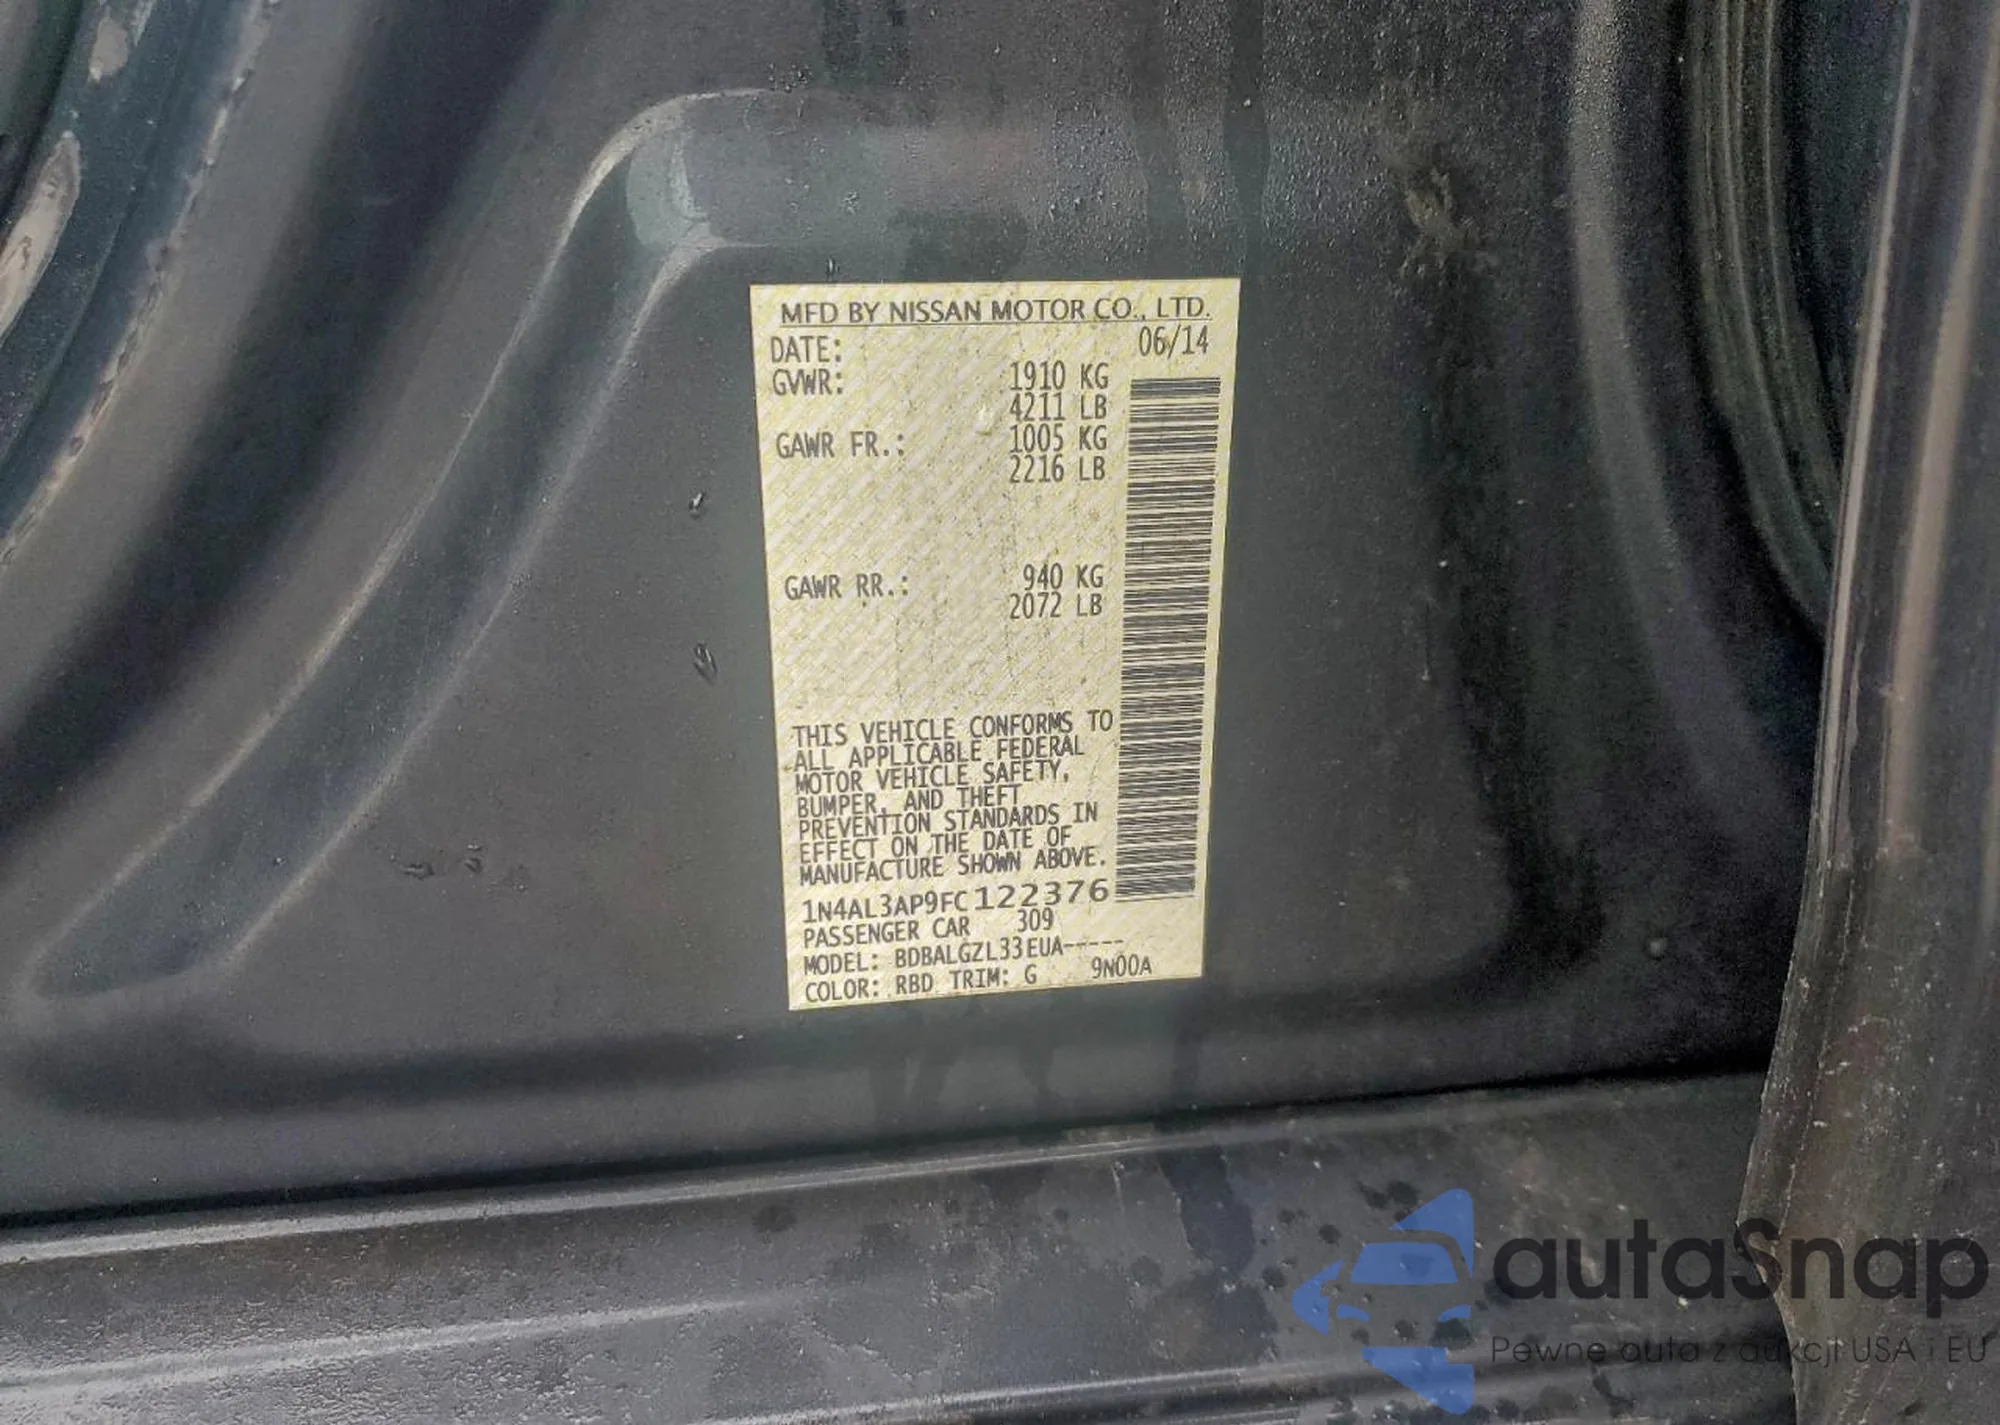 MFD BY NISSAN MOTOR CO., LTD.
DATE: 06/14
GVWR: 1910 KG
4211 LB
GAWR FR.: 1005 KG
2216 LB
GAWR RR.: 940 KG
2072 LB
THIS VEHICLE CONFORMS TO
ALL APPLICABLE FEDERAL
MOTOR VEHICLE SAFETY,
BUMPER, AND THEFT
PREVENTION STANDARDS IN
EFFECT ON THE DATE OF
MANUFACTURE SHOWN ABOVE.
1N4AL3AP9FC122376
PASSENGER CAR 309
MODEL: BDBALGZL33EUA-----
COLOR: RBD TRIM: G 9N00A
autaSnap
Pewne auta z aukcji USA i EU